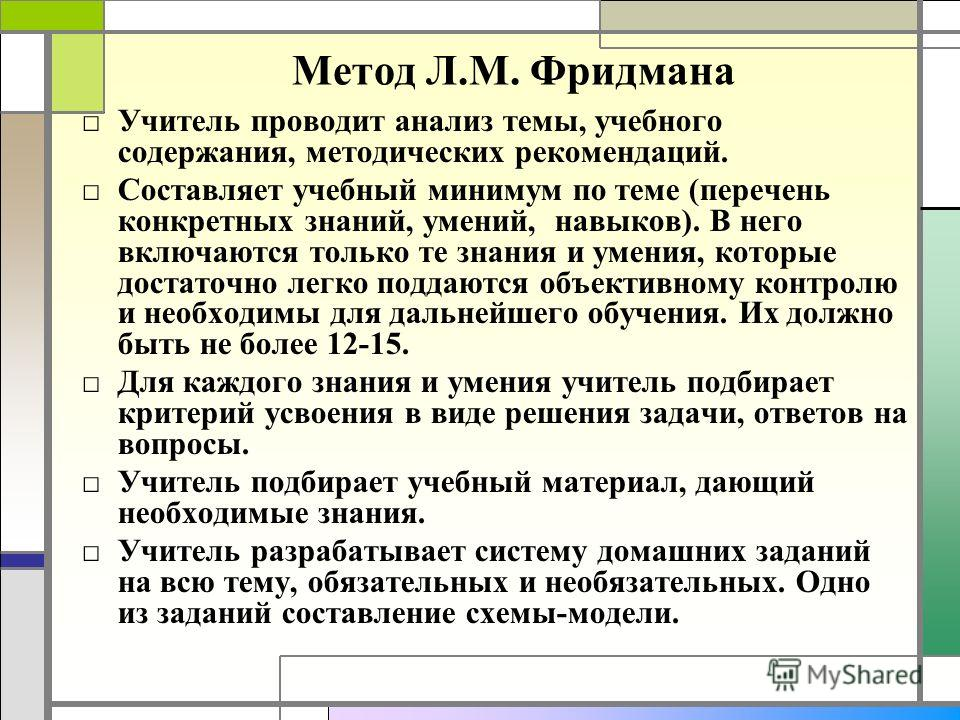 Метод Л.М. Фридмана
□ Учитель проводит анализ темы, учебного
содержания, методических рекомендаций.
□ Составляет учебный минимум по теме (перечень
конкретных знаний, умений, навыков). В него
включаются только те знания и умения, которые
достаточно легко поддаются объективному контролю
и необходимы для дальнейшего обучения. Их должно
быть не более 12-15.
□ Для каждого знания и умения учитель подбирает
критерий усвоения в виде решения задачи, ответов на
вопросы.
□ Учитель подбирает учебный материал, дающий
необходимые знания.
□ Учитель разрабатывает систему домашних заданий
на всю тему, обязательных и необязательных. Одно
из заданий составление схемы-модели.
MyShared